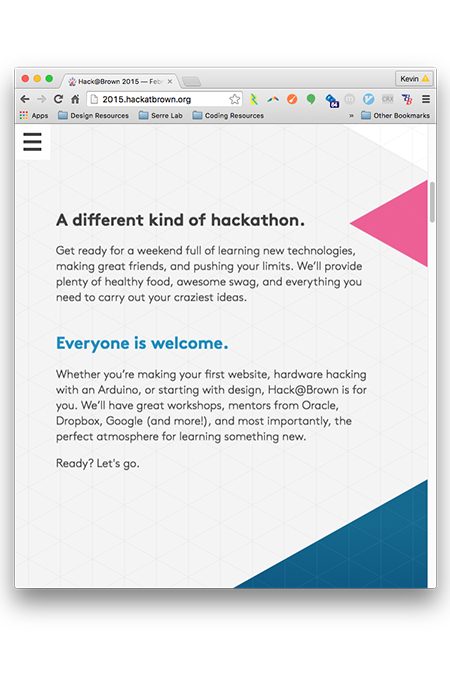 Hack@Brown 2015 — Feb
Kevin
2015.hackatbrown.org
Apps Design Resources Serre Lab Coding Resources » Other Bookmarks
A different kind of hackathon.
Get ready for a weekend full of learning new technologies,
making great friends, and pushing your limits. We’ll provide
plenty of healthy food, awesome swag, and everything you
need to carry out your craziest ideas.
Everyone is welcome.
Whether you’re making your first website, hardware hacking
with an Arduino, or starting with design, Hack@Brown is for
you. We’ll have great workshops, mentors from Oracle,
Dropbox, Google (and more!), and most importantly, the
perfect atmosphere for learning something new.
Ready? Let's go.